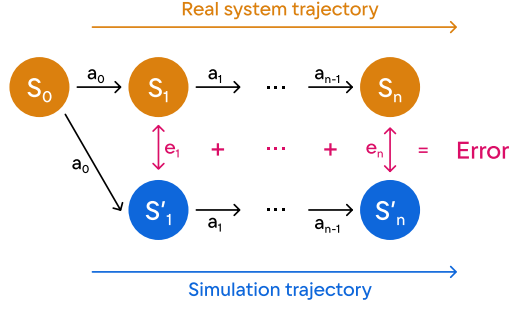 Real system trajectory
S₀ a₀ S₁ a₁ ... aₙ₋₁ Sₙ
a₀ e₁ + ... + eₙ = Error
S'₁ a₁ ... aₙ₋₁ S'ₙ
Simulation trajectory